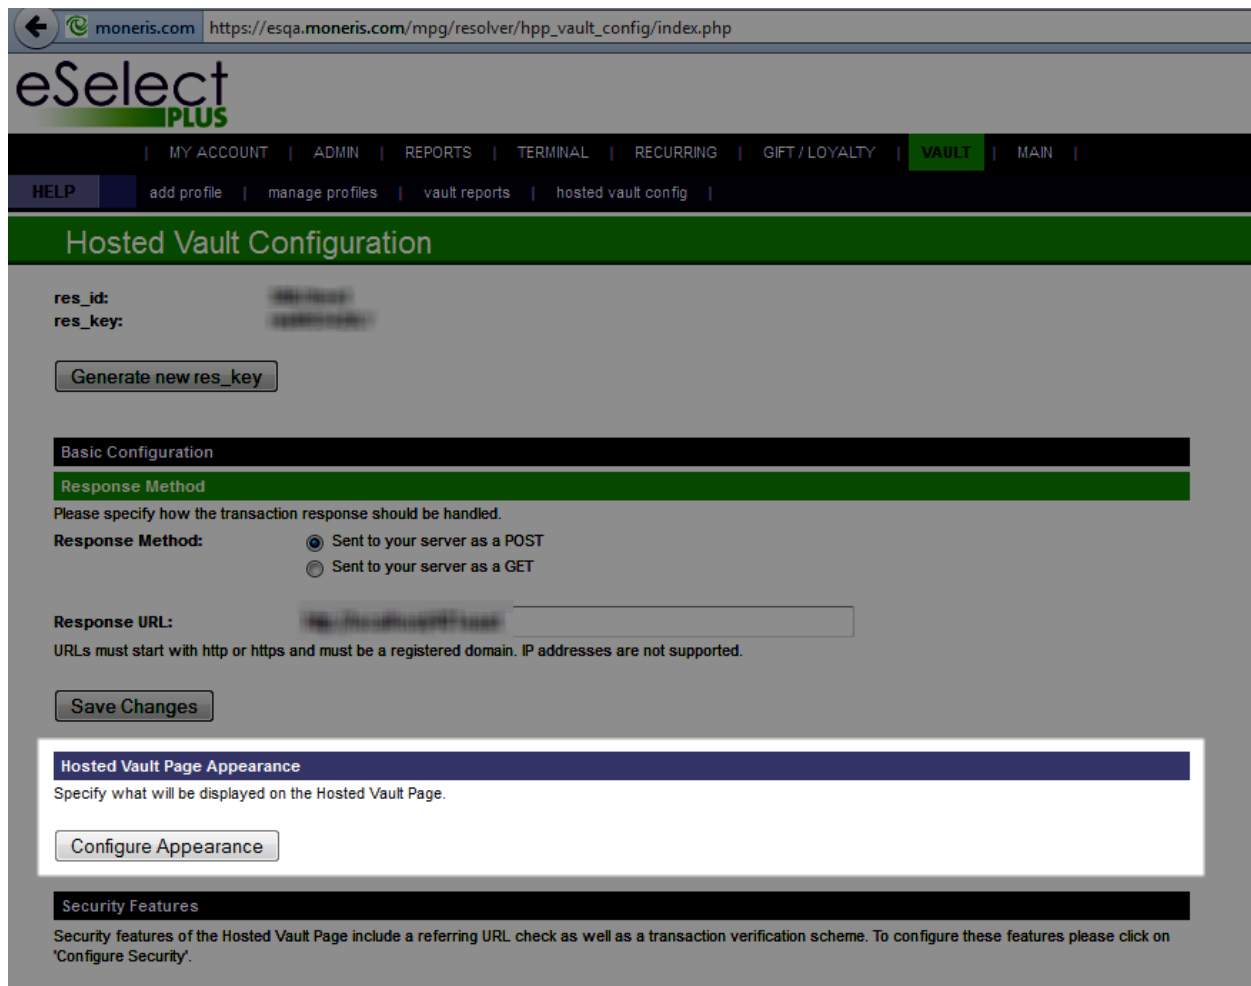 moneris.com https://esqa.moneris.com/mpg/resolver/hpp_vault_config/index.php
eSelect
PLUS
| MY ACCOUNT | ADMIN | REPORTS | TERMINAL | RECURRING | GIFT / LOYALTY | VAULT | MAIN |
HELP add profile | manage profiles | vault reports | hosted vault config |
Hosted Vault Configuration
res_id:
res_key:
Generate new res_key
Basic Configuration
Response Method
Please specify how the transaction response should be handled.
Response Method: Sent to your server as a POST
Sent to your server as a GET
Response URL:
URLs must start with http or https and must be a registered domain. IP addresses are not supported.
Save Changes
Hosted Vault Page Appearance
Specify what will be displayed on the Hosted Vault Page.
Configure Appearance
Security Features
Security features of the Hosted Vault Page include a referring URL check as well as a transaction verification scheme. To configure these features please click on
'Configure Security'.